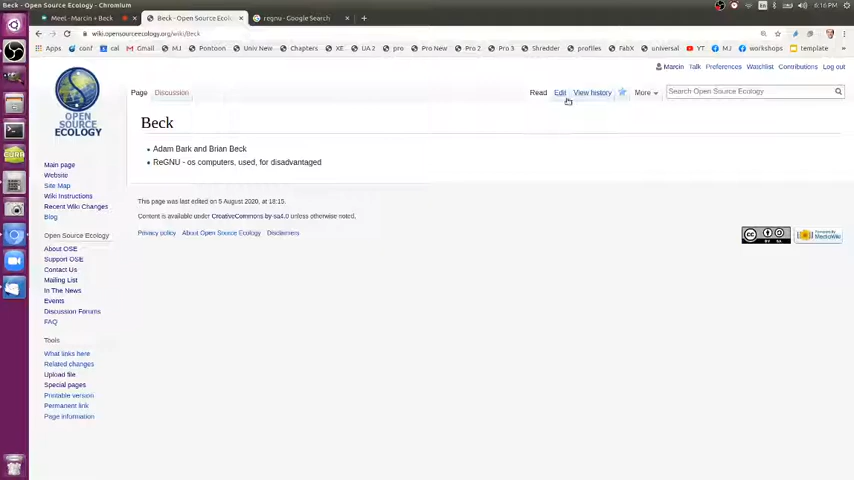 Beck - Open Source Ecology - Chromium
6:16 PM
Meet - Marcin + Beck
Beck - Open Source Ecol
regnu - Google Search
wiki.opensourceecology.org/wiki/Beck
Apps conf cal Gmail MJ Pontoon Univ New Chapters XE UA 2 pro Pro New Pro 2 Pro 3 Shredder profiles FabX universal YT MJ workshops template
Marcin Talk Preferences Watchlist Contributions Log out
Page Discussion Read Edit View history More Search Open Source Ecology
OPEN SOURCE ECOLOGY
Beck
Adam Bark and Brian Beck
ReGNU - os computers, used, for disadvantaged
This page was last edited on 5 August 2020, at 18:15.
Content is available under CreativeCommons by-sa4.0 unless otherwise noted.
Privacy policy About Open Source Ecology Disclaimers
Main page
Website
Site Map
Wiki Instructions
Recent Wiki Changes
Blog
Open Source Ecology
About OSE
Support OSE
Contact Us
Mailing List
In The News
Events
Discussion Forums
FAQ
Tools
What links here
Related changes
Upload file
Special pages
Printable version
Permanent link
Page information